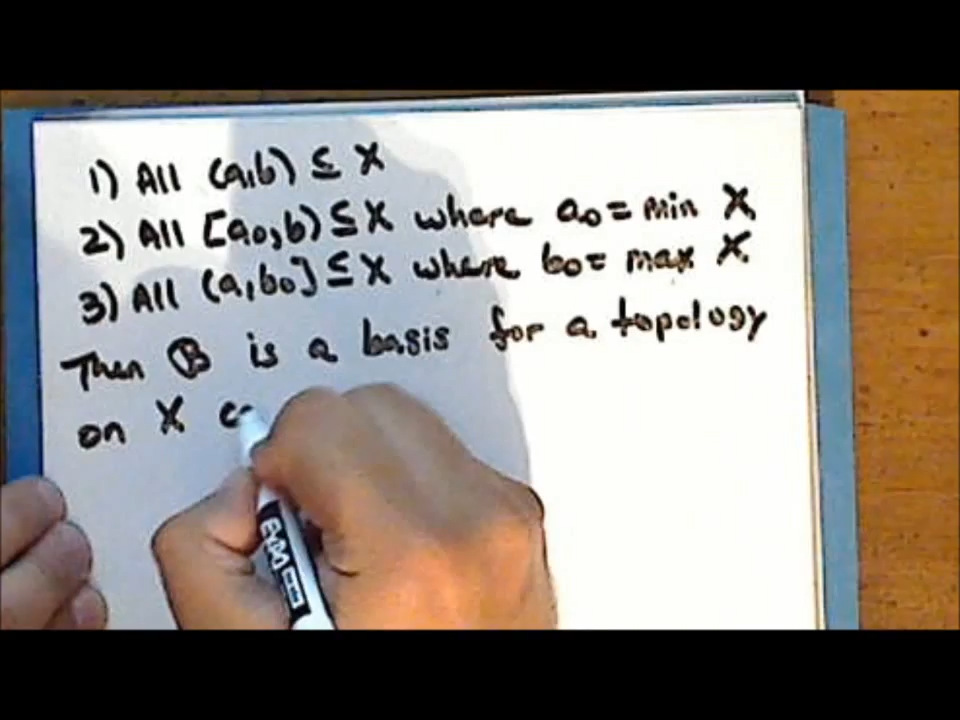 1) All (a,b) ⊆ X
2) All [a0,b) ⊆ X where a0 = min X
3) All (a,b0] ⊆ X where b0 = max X
Then B is a basis for a topology
on X
EXPO